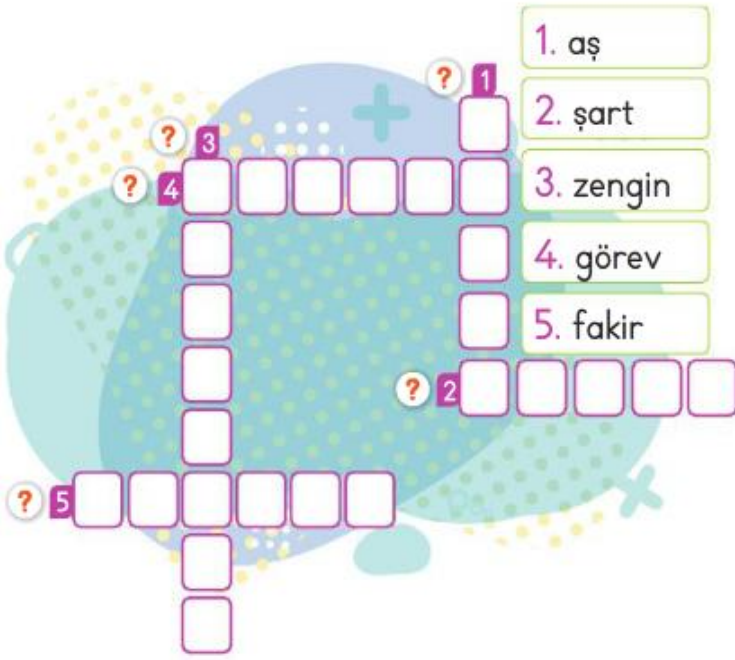 ? 1
1. aş
2. şart
? 3
? 4
3. zengin
4. görev
5. fakir
? 2
? 5